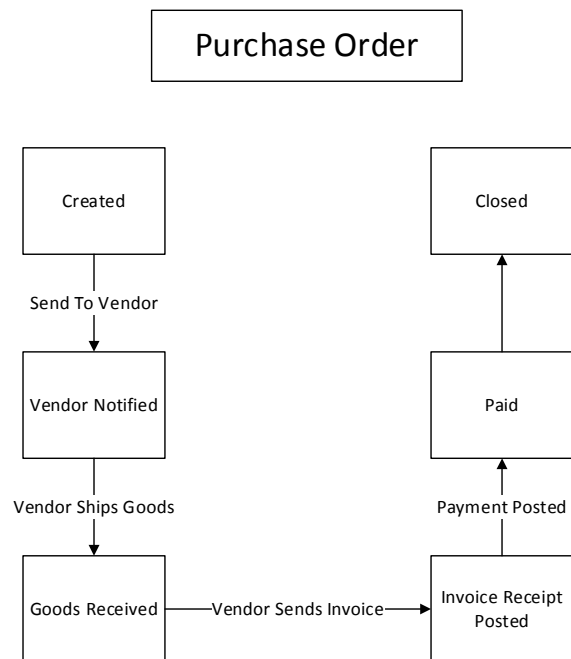 Purchase Order
Created
Closed
Send To Vendor
Vendor Notified
Paid
Vendor Ships Goods
Payment Posted
Goods Received
Vendor Sends Invoice
Invoice Receipt
Posted